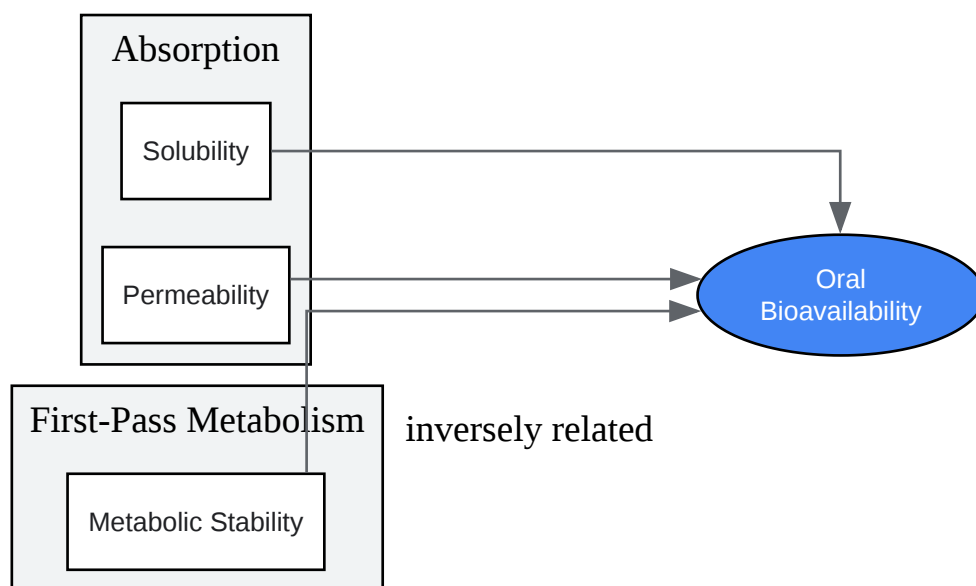 Absorption
Solubility
Permeability
Oral
Bioavailability
First-Pass Metabolism
inversely related
Metabolic Stability